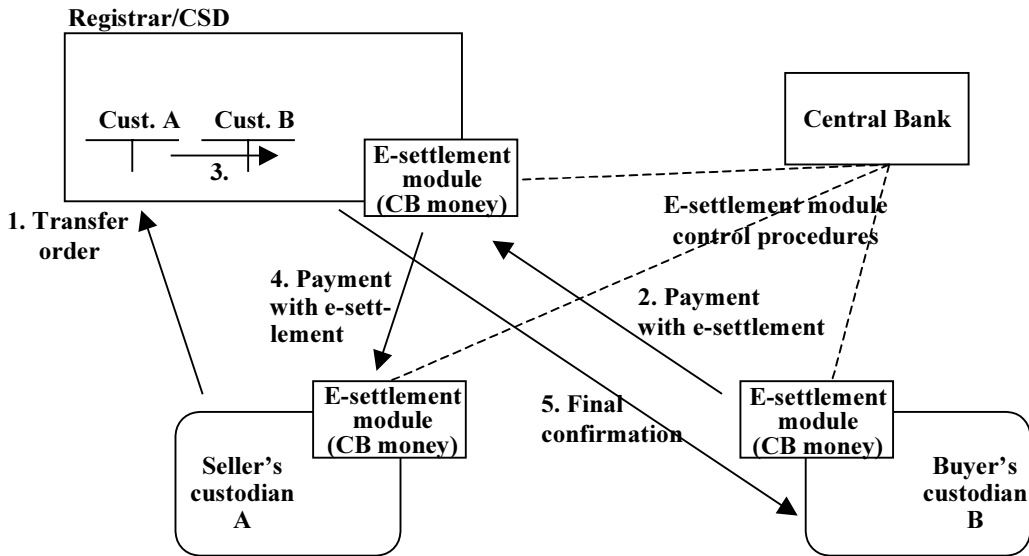 Registrar/CSD
Cust. A
Cust. B
3.
E-settlement
module
(CB money)
Central Bank
E-settlement module
control procedures
1. Transfer
order
4. Payment
with e-sett-
lement
2. Payment
with e-settlement
5. Final
confirmation
E-settlement
module
(CB money)
Seller's
custodian
A
E-settlement
module
(CB money)
Buyer's
custodian
B